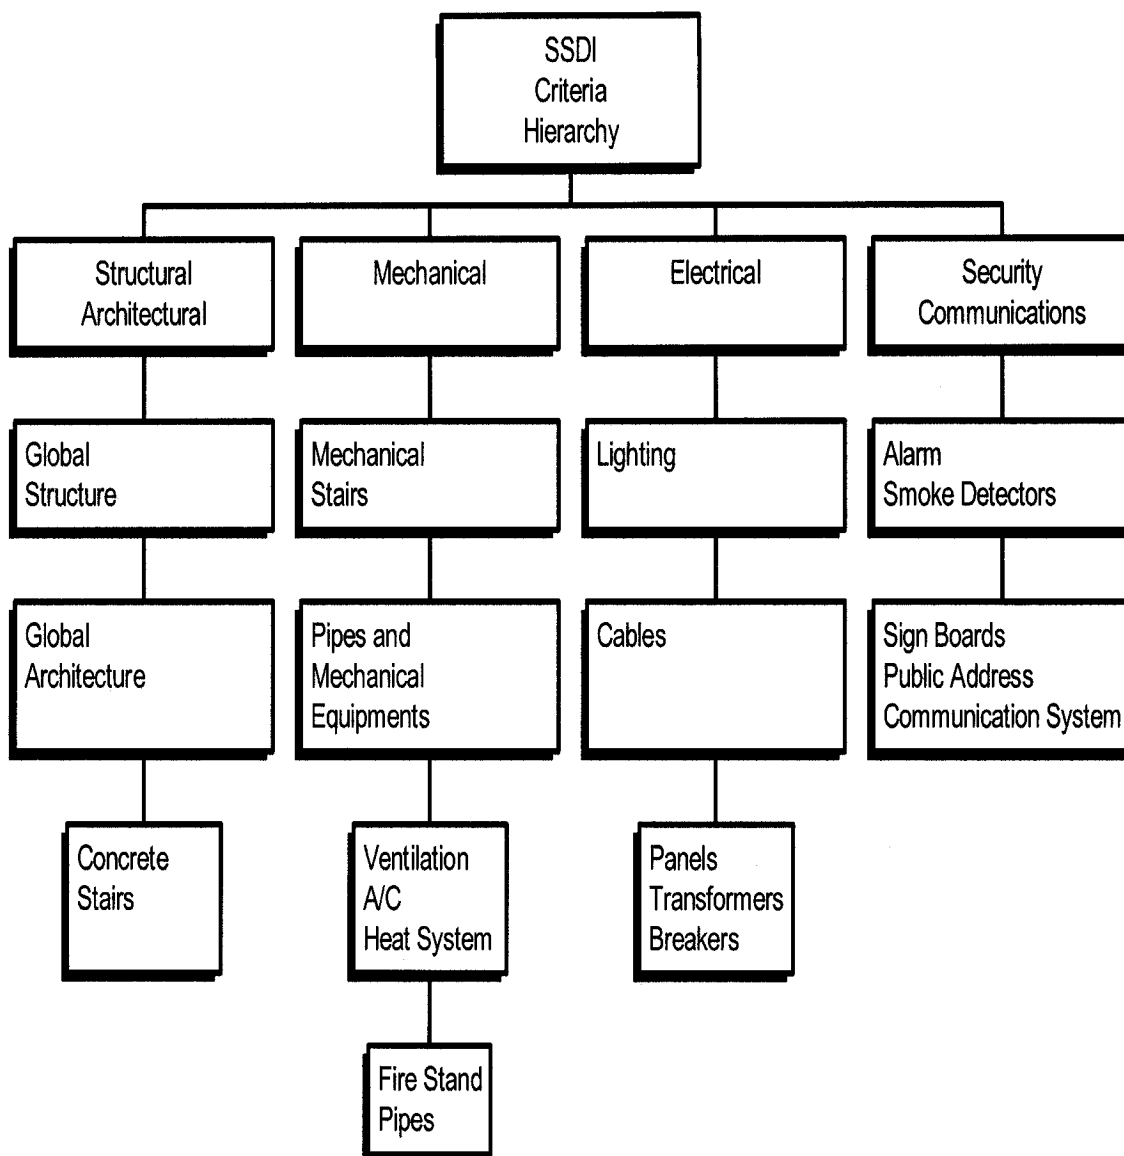 SSDI
Criteria
Hierarchy
Structural
Architectural
Mechanical
Electrical
Security
Communications
Global
Structure
Mechanical
Stairs
Lighting
Alarm
Smoke Detectors
Global
Architecture
Pipes and
Mechanical
Equipments
Cables
Sign Boards
Public Address
Communication System
Concrete
Stairs
Ventilation
A/C
Heat System
Panels
Transformers
Breakers
Fire Stand
Pipes